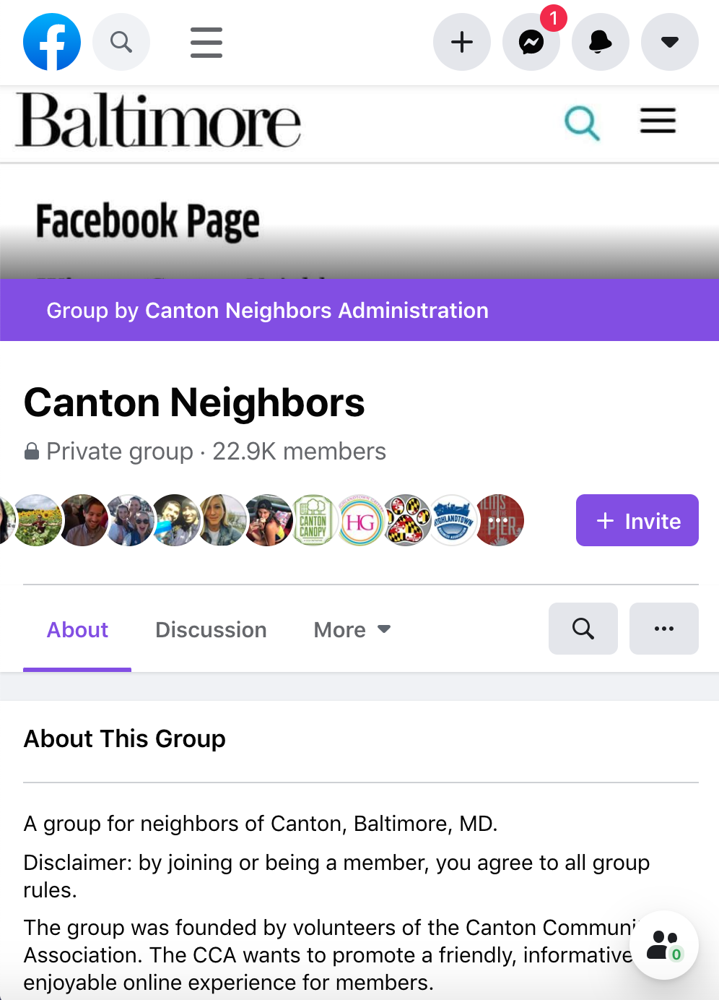 1
Baltimore
Facebook Page
Group by Canton Neighbors Administration
Canton Neighbors
Private group · 22.9K members
CANTON
CANOPY
HG
HIGHLANDTOWN
PIER
+ Invite
About
Discussion
More
About This Group
A group for neighbors of Canton, Baltimore, MD.
Disclaimer: by joining or being a member, you agree to all group
rules.
The group was founded by volunteers of the Canton
Association. The CCA wants to promote a friendly, informative
enjoyable online experience for members.
0